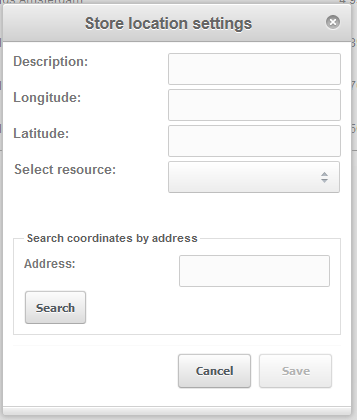 Store location settings
Description:
Longitude:
Latitude:
Select resource:
Search coordinates by address
Address:
Search
Cancel
Save